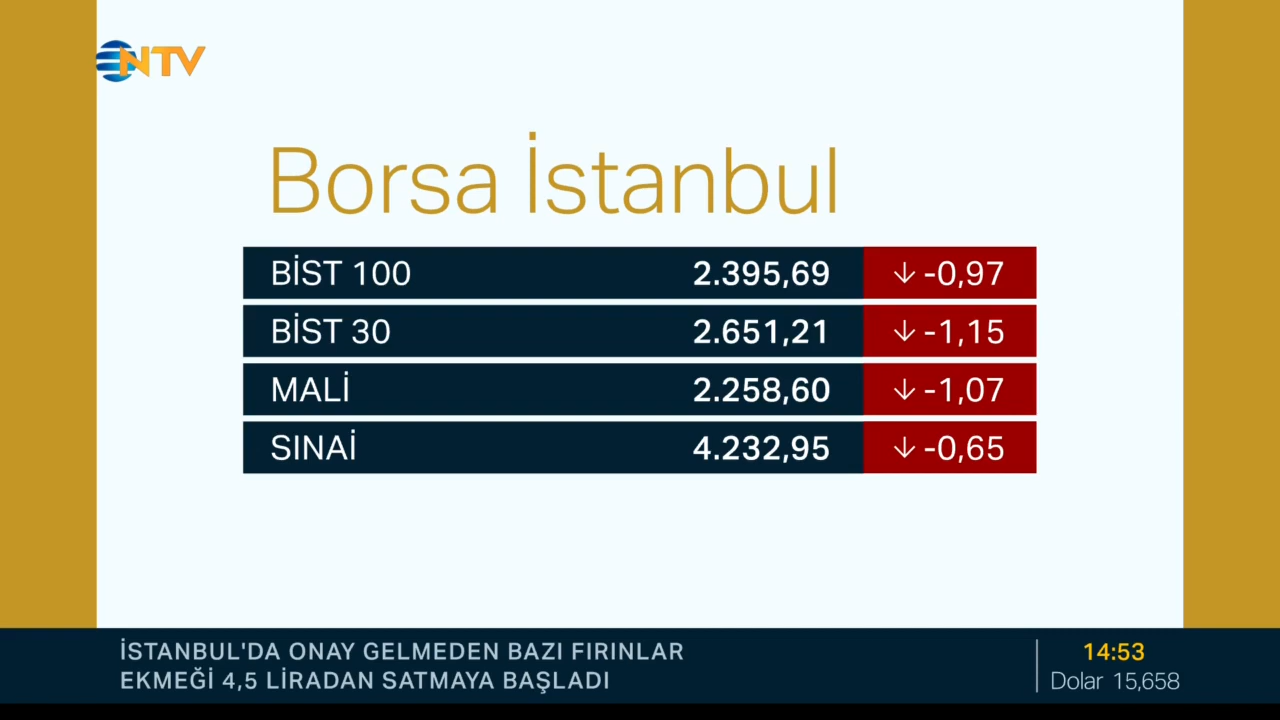 NTV
Borsa İstanbul
BİST 100 2.395,69 ↓ -0,97
BİST 30 2.651,21 ↓ -1,15
MALİ 2.258,60 ↓ -1,07
SINAİ 4.232,95 ↓ -0,65
İSTANBUL'DA ONAY GELMEDEN BAZI FIRINLAR
EKMEĞİ 4,5 LİRADAN SATMAYA BAŞLADI
14:53
Dolar 15,658